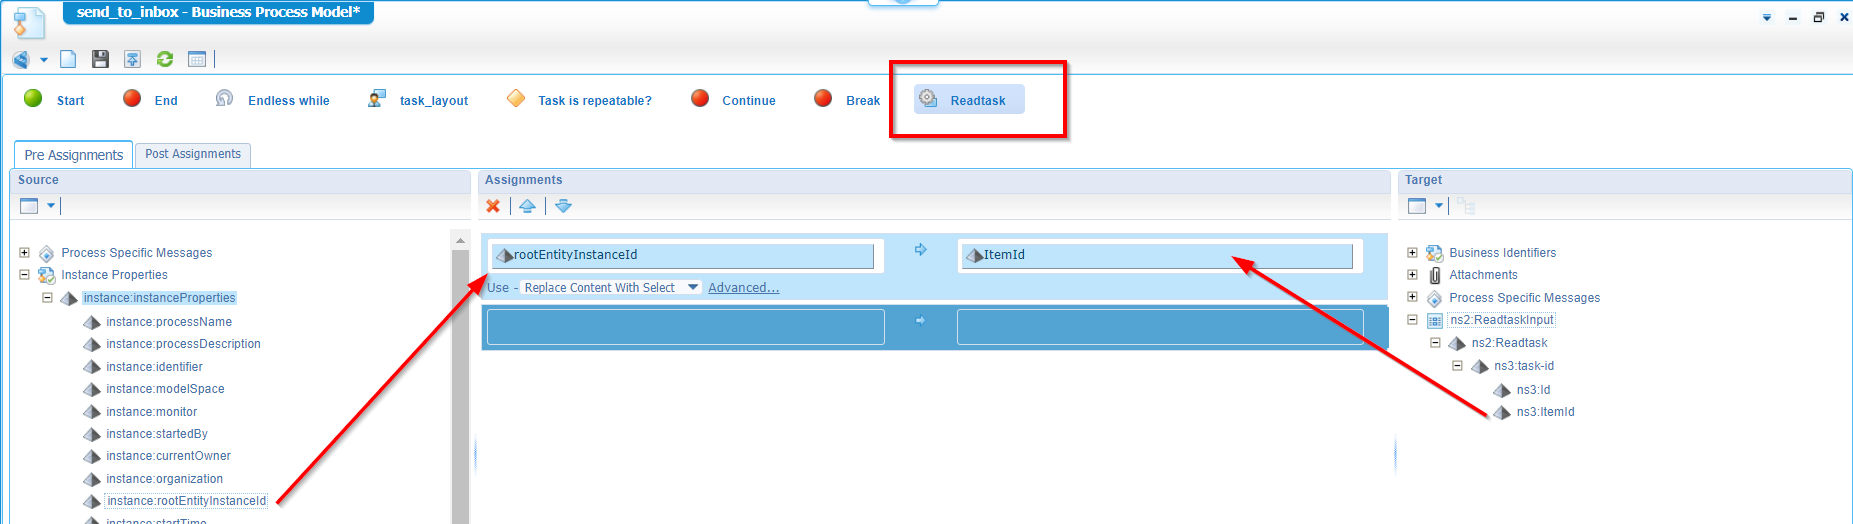 send_to_inbox - Business Process Model*
Start End Endless while task_layout Task is repeatable? Continue Break Readtask
Pre Assignments Post Assignments
Source
Process Specific Messages
Instance Properties
instance:instanceProperties
instance:processName
instance:processDescription
instance:identifier
instance:modelSpace
instance:monitor
instance:startedBy
instance:currentOwner
instance:organization
instance:rootEntityInstanceId
instance:startTime
Assignments
rootEntityInstanceId ItemId
Use - Replace Content With Select Advanced...
Target
Business Identifiers
Attachments
Process Specific Messages
ns2:ReadtaskInput
ns2:Readtask
ns3:task-id
ns3:Id
ns3:ItemId